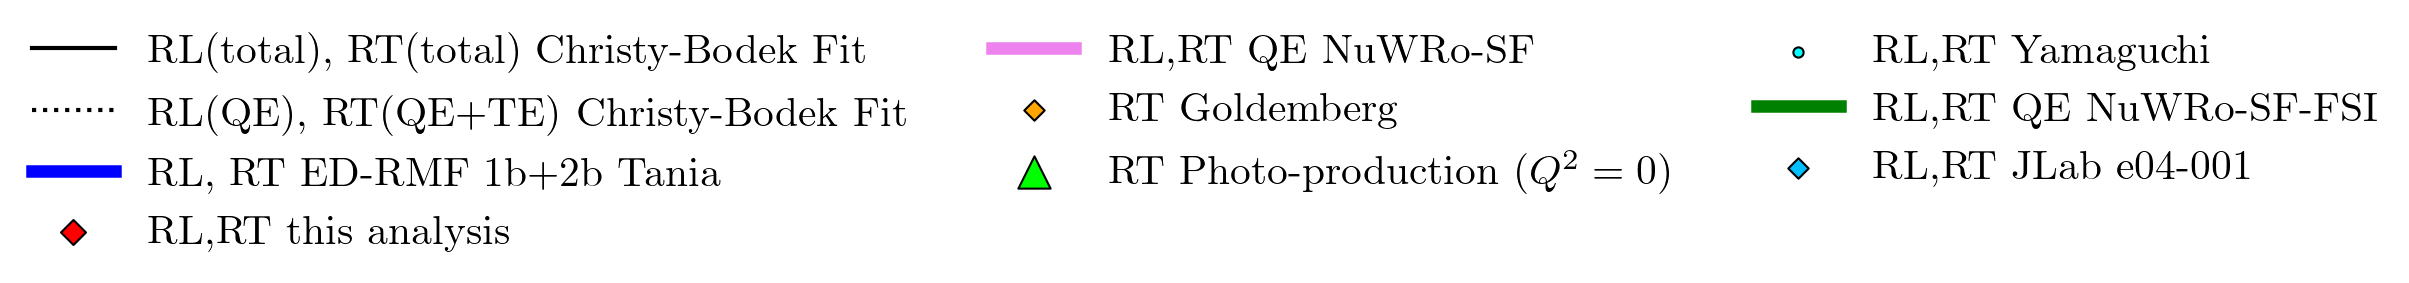 RL(total), RT(total) Christy-Bodek Fit
RL(QE), RT(QE+TE) Christy-Bodek Fit
RL, RT ED-RMF 1b+2b Tania
RL,RT this analysis
RL,RT QE NuWRo-SF
RT Goldemberg
RT Photo-production (Q² = 0)
RL,RT Yamaguchi
RL,RT QE NuWRo-SF-FSI
RL,RT JLab e04-001